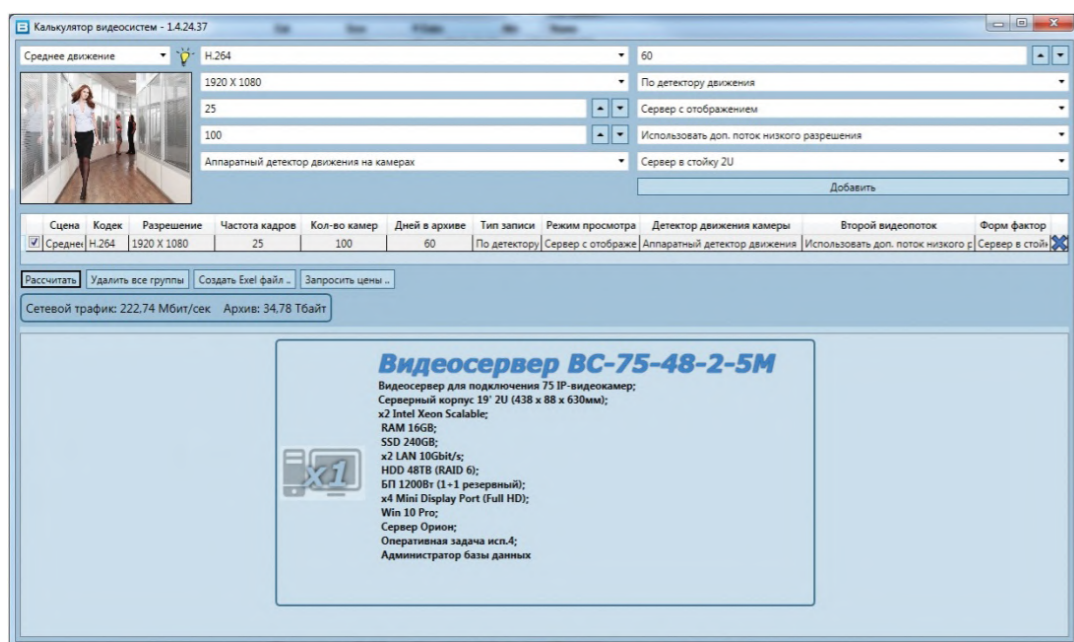 Калькулятор видеосистем - 1.4.24.37
Среднее движение
H.264
60
1920 X 1080
По детектору движения
25
Сервер с отображением
100
Использовать доп. поток низкого разрешения
Аппаратный детектор движения на камерах
Сервер в стойку 2U
Добавить
Сцена Кодек Разрешение Частота кадров Кол-во камер Дней в архиве Тип записи Режим просмотра Детектор движения камеры Второй видеопоток Форм фактор
Среднее H.264 1920 X 1080 25 100 60 По детектору Сервер с отображе Аппаратный детектор движения Использовать доп. поток низкого р Сервер в стой
Рассчитать Удалить все группы Создать Exel файл .. Запросить цены ..
Сетевой трафик: 222,74 Мбит/сек Архив: 34,78 Тбайт
Видеосервер ВС-75-48-2-5М
Видеосервер для подключения 75 IP-видеокамер;
Серверный корпус 19' 2U (438 x 88 x 630мм);
x2 Intel Xeon Scalable;
RAM 16GB;
SSD 240GB;
x2 LAN 10Gbit/s;
HDD 48TB (RAID 6);
БП 1200Вт (1+1 резервный);
x4 Mini Display Port (Full HD);
Win 10 Pro;
Сервер Орион;
Оперативная задача исп.4;
Администратор базы данных
x1